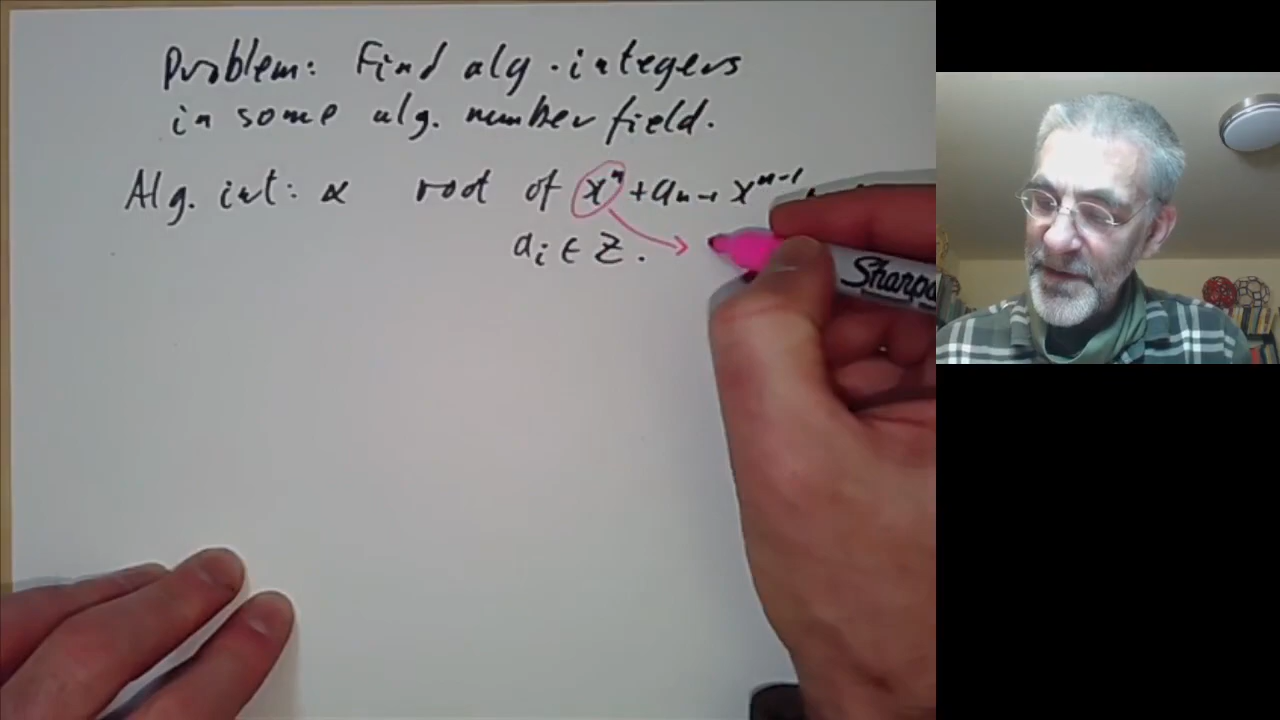 Problem: Find alg. integers
in some alg. number field.
Alg. int: α root of xⁿ + aₙ₋₁ xⁿ⁻¹
aᵢ ∈ Z.
Sharp